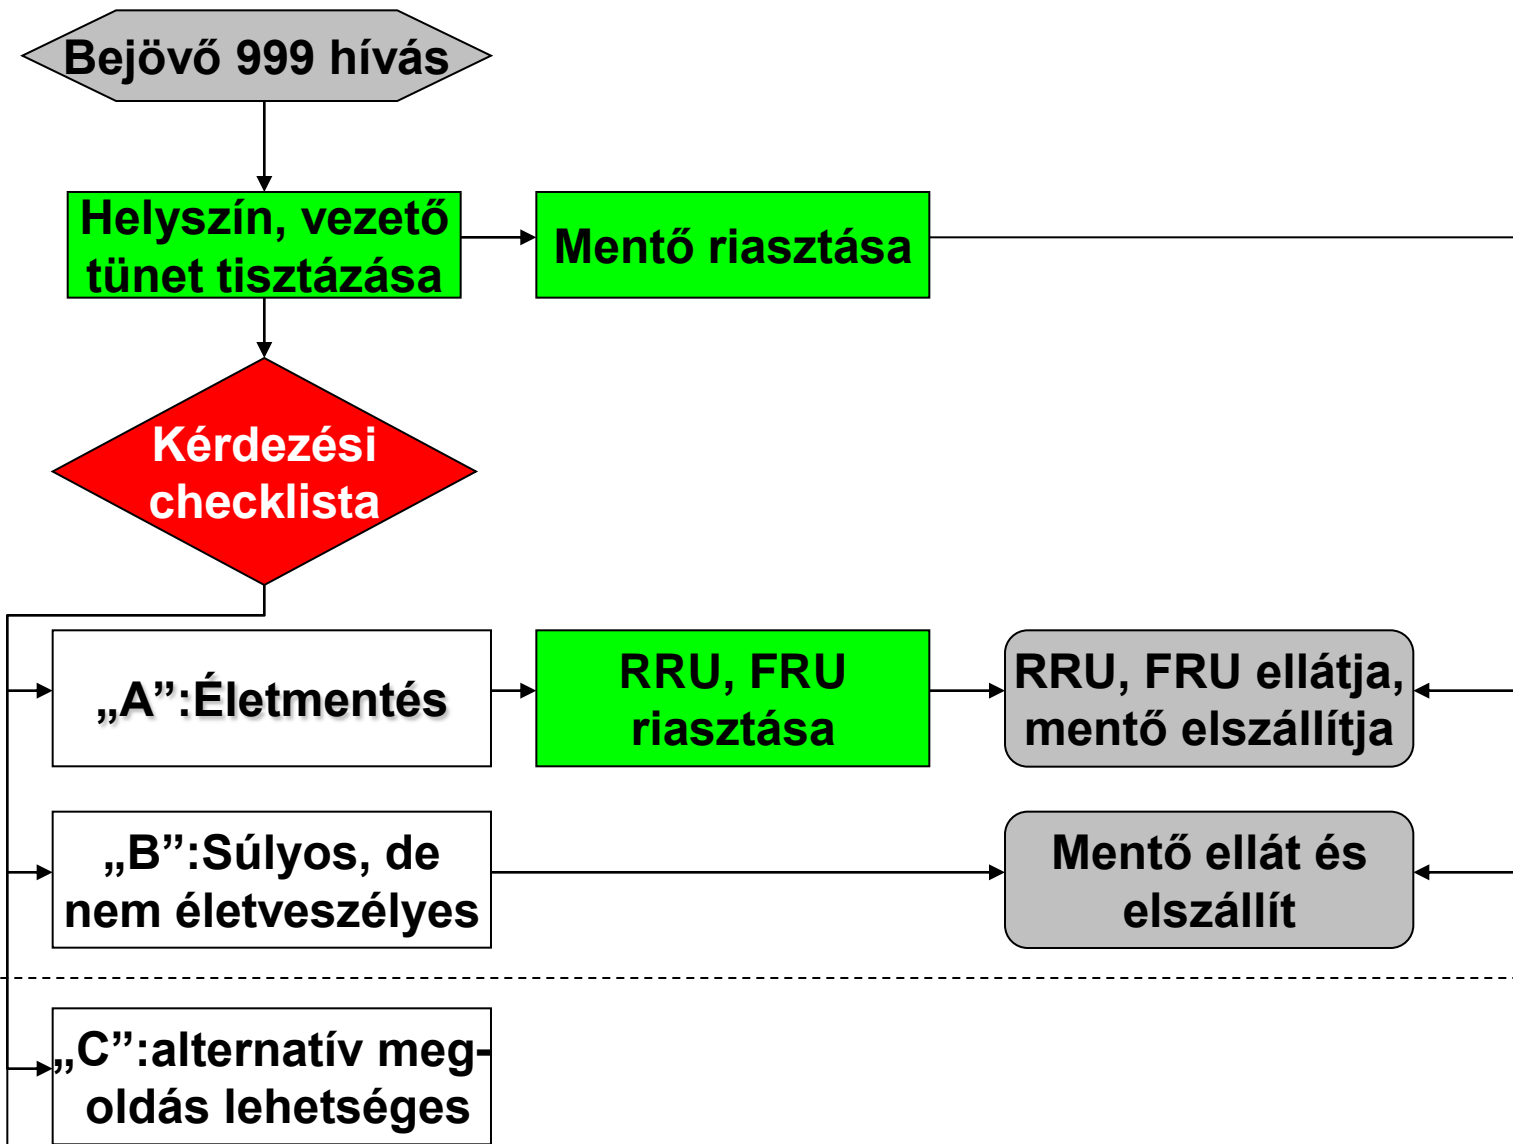 Bejövő 999 hívás
Helyszín, vezető
tünet tisztázása
Mentő riasztása
Kérdezési
checklista
„A”:Életmentés
RRU, FRU
riasztása
RRU, FRU ellátja,
mentő elszállítja
„B”:Súlyos, de
nem életveszélyes
Mentő ellát és
elszállít
„C”:alternatív meg-
oldás lehetséges